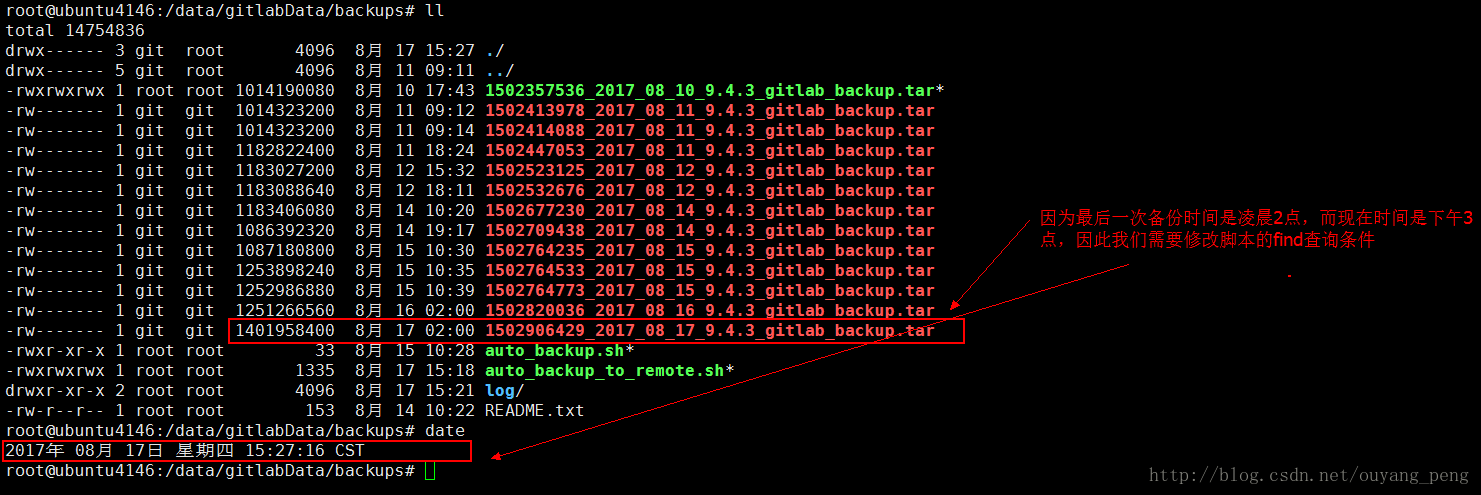 root@ubuntu4146:/data/gitlabData/backups# ll
total 14754836
drwx------ 3 git  root       4096  8月 17 15:27 ./
drwx------ 5 git  root       4096  8月 11 09:11 ../
-rwxrwxrwx 1 root root 1014190080  8月 10 17:43 1502357536_2017_08_10_9.4.3_gitlab_backup.tar*
-rw------- 1 git  git  1014323200  8月 11 09:12 1502413978_2017_08_11_9.4.3_gitlab_backup.tar
-rw------- 1 git  git  1014323200  8月 11 09:14 1502414088_2017_08_11_9.4.3_gitlab_backup.tar
-rw------- 1 git  git  1182822400  8月 11 18:24 1502447053_2017_08_11_9.4.3_gitlab_backup.tar
-rw------- 1 git  git  1183027200  8月 12 15:32 1502523125_2017_08_12_9.4.3_gitlab_backup.tar
-rw------- 1 git  git  1183088640  8月 12 18:11 1502532676_2017_08_12_9.4.3_gitlab_backup.tar
-rw------- 1 git  git  1183406080  8月 14 10:20 1502677230_2017_08_14_9.4.3_gitlab_backup.tar
-rw------- 1 git  git  1086392320  8月 14 19:17 1502709438_2017_08_14_9.4.3_gitlab_backup.tar
-rw------- 1 git  git  1087180800  8月 15 10:30 1502764235_2017_08_15_9.4.3_gitlab_backup.tar
-rw------- 1 git  git  1253898240  8月 15 10:35 1502764533_2017_08_15_9.4.3_gitlab_backup.tar
-rw------- 1 git  git  1252986880  8月 15 10:39 1502764773_2017_08_15_9.4.3_gitlab_backup.tar
-rw------- 1 git  git  1251266560  8月 16 02:00 1502820036_2017_08_16_9.4.3_gitlab_backup.tar
-rw------- 1 git  git  1401958400  8月 17 02:00 1502906429_2017_08_17_9.4.3_gitlab_backup.tar
-rwxr-xr-x 1 root root         33  8月 15 10:28 auto_backup.sh*
-rwxrwxrwx 1 root root       1335  8月 17 15:18 auto_backup_to_remote.sh*
drwxr-xr-x 2 root root       4096  8月 17 15:21 log/
-rw-r--r-- 1 root root        153  8月 14 10:22 README.txt
root@ubuntu4146:/data/gitlabData/backups# date
2017年 08月 17日 星期四 15:27:16 CST
root@ubuntu4146:/data/gitlabData/backups#
因为最后一次备份时间是凌晨2点，而现在时间是下午3
点，因此我们需要修改脚本的find查询条件
http://blog.csdn.net/ouyang_peng